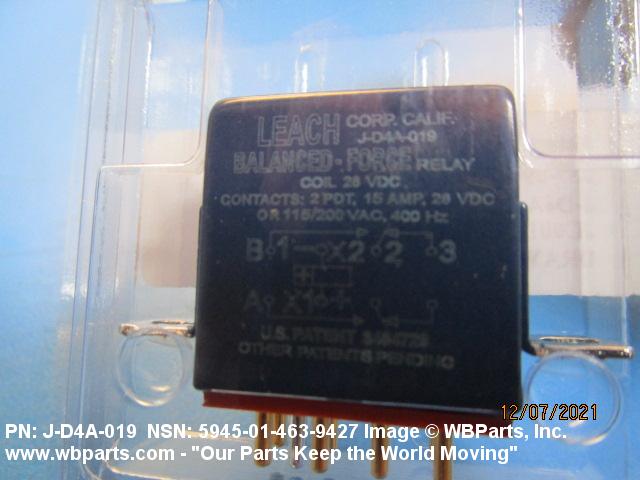 LEACH CORP. CALIF.
J-D4A-019
BALANCED-FORCE RELAY
COIL 28 VDC
CONTACTS: 2 PDT, 15 AMP, 28 VDC
OR 115/200 VAC, 400 Hz
B 1 X2 2 3
A X1 +
U.S. PATENT
OTHER PATENTS PENDING
12/07/2021
PN: J-D4A-019 NSN: 5945-01-463-9427 Image © WBParts, Inc.
www.wbparts.com - "Our Parts Keep the World Moving"